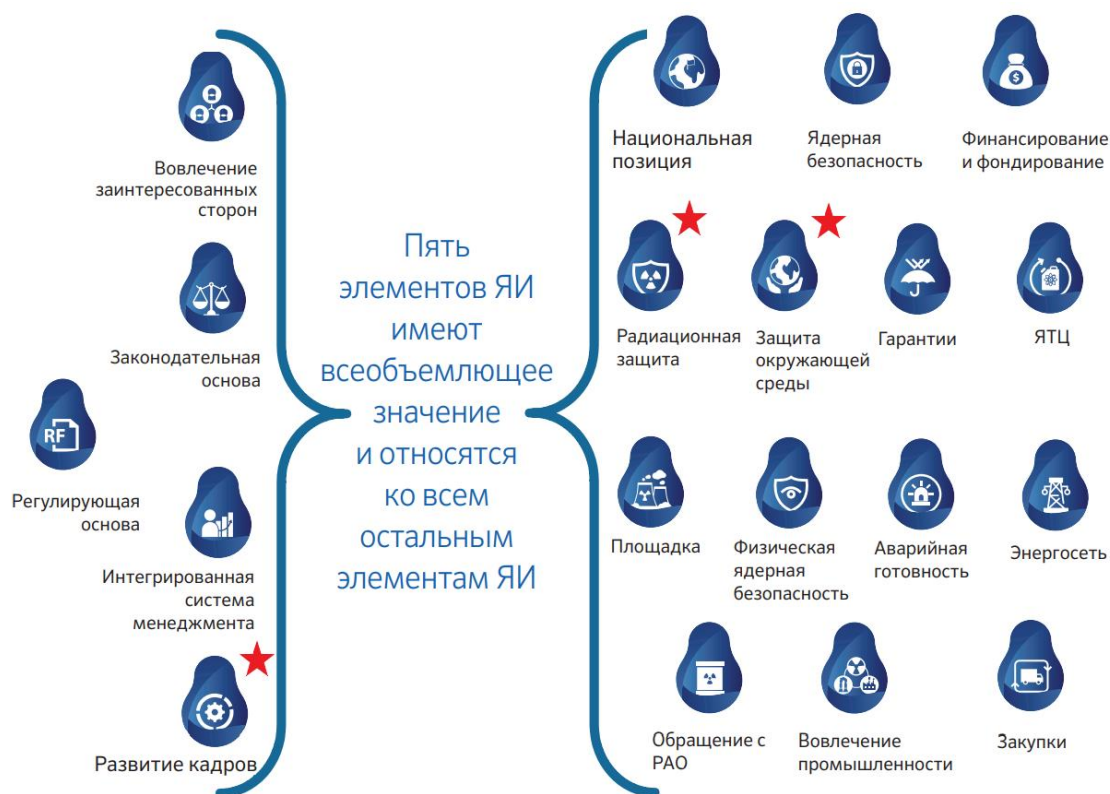 Вовлечение
заинтересованных
сторон
Законодательная
основа
RF
Регулирующая
основа
Интегрированная
система
менеджмента
Развитие кадров
Пять
элементов ЯИ
имеют
всеобъемлющее
значение
и относятся
ко всем
остальным
элементам ЯИ
Национальная
позиция
Ядерная
безопасность
$
Финансирование
и фондирование
Радиационная
защита
Защита
окружающей
среды
Гарантии
ЯТЦ
Площадка
Физическая
ядерная
безопасность
Аварийная
готовность
Энергосеть
Обращение с
РАО
Вовлечение
промышленности
Закупки